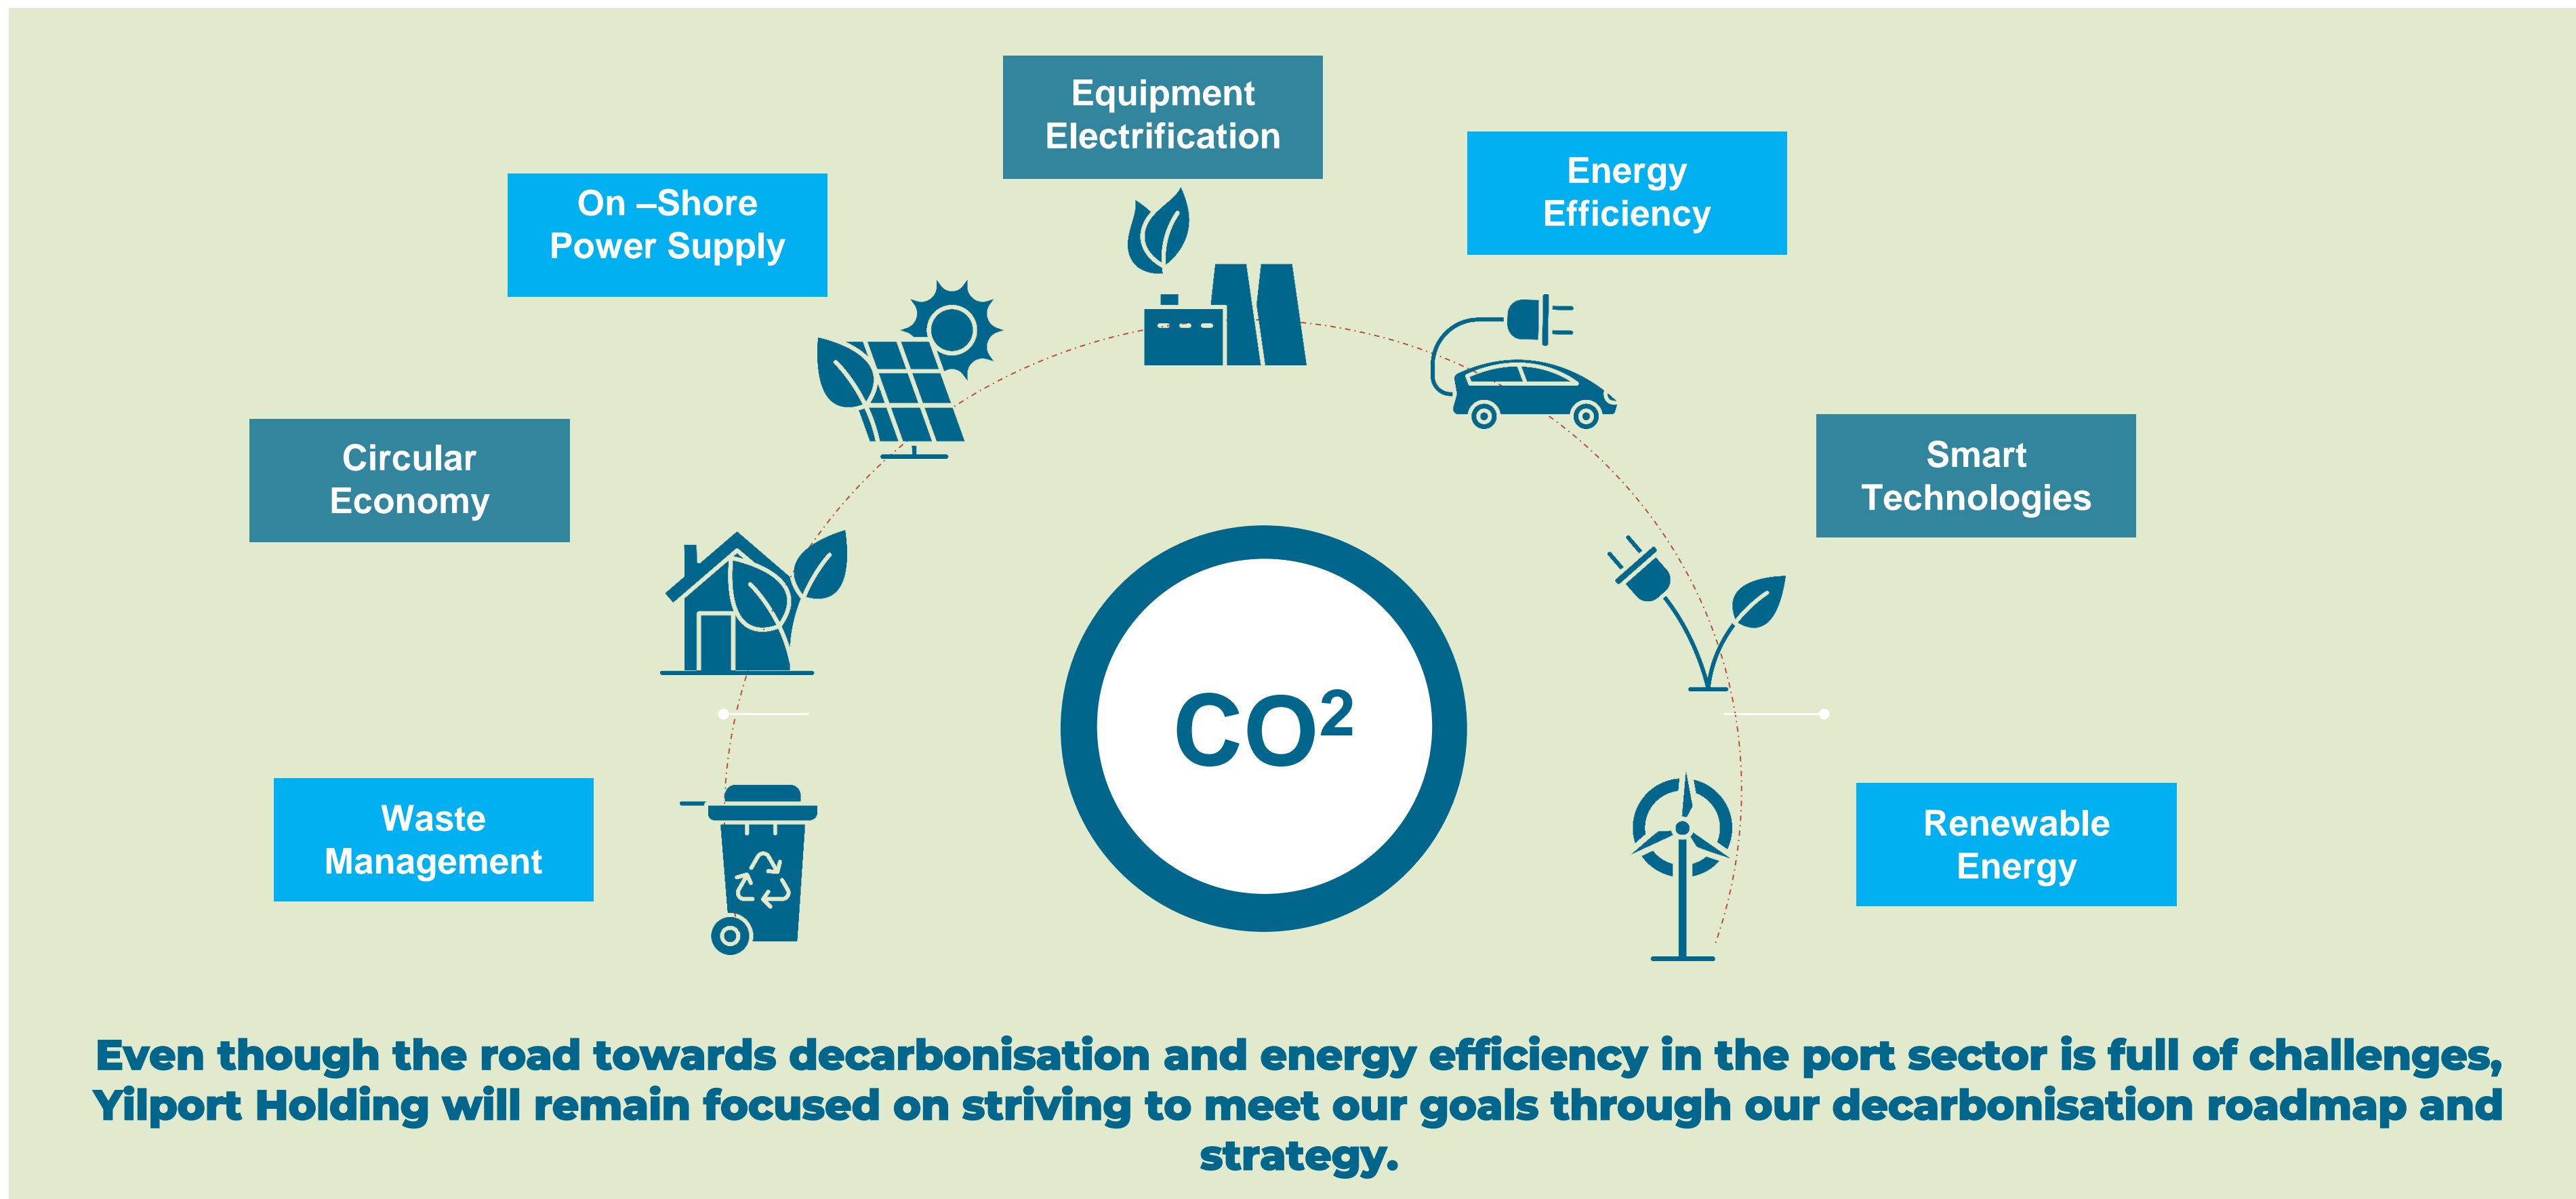 Equipment
Electrification
Energy
Efficiency
On –Shore
Power Supply
Circular
Economy
Smart
Technologies
CO²
Waste
Management
Renewable
Energy
Even though the road towards decarbonisation and energy efficiency in the port sector is full of challenges,
Yilport Holding will remain focused on striving to meet our goals through our decarbonisation roadmap and
strategy.